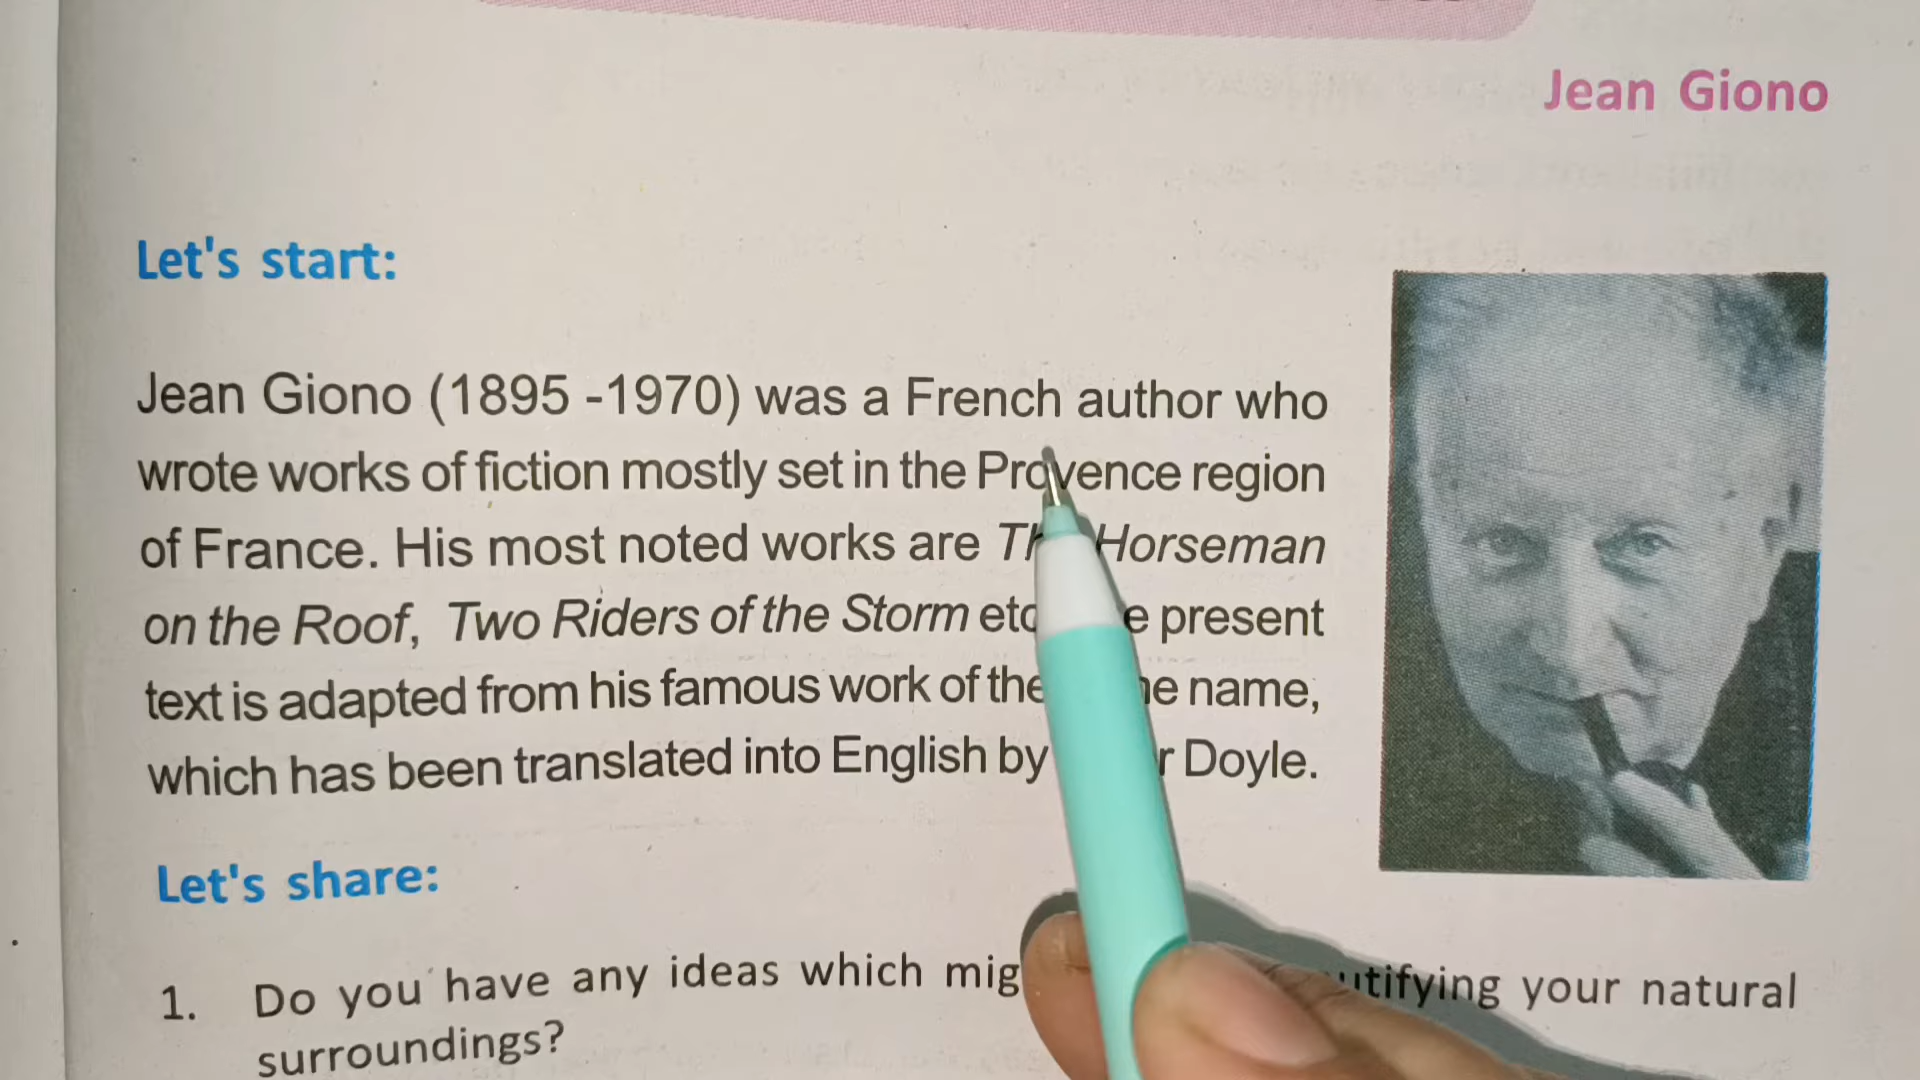 Jean Giono
Let's start:
Jean Giono (1895 -1970) was a French author who
wrote works of fiction mostly set in the Provence region
of France. His most noted works are Horseman
on the Roof, Two Riders of the Storm present
text is adapted from his famous work of the name,
which has been translated into English by Doyle.
Let's share:
1. Do you have any ideas which your natural
surroundings?